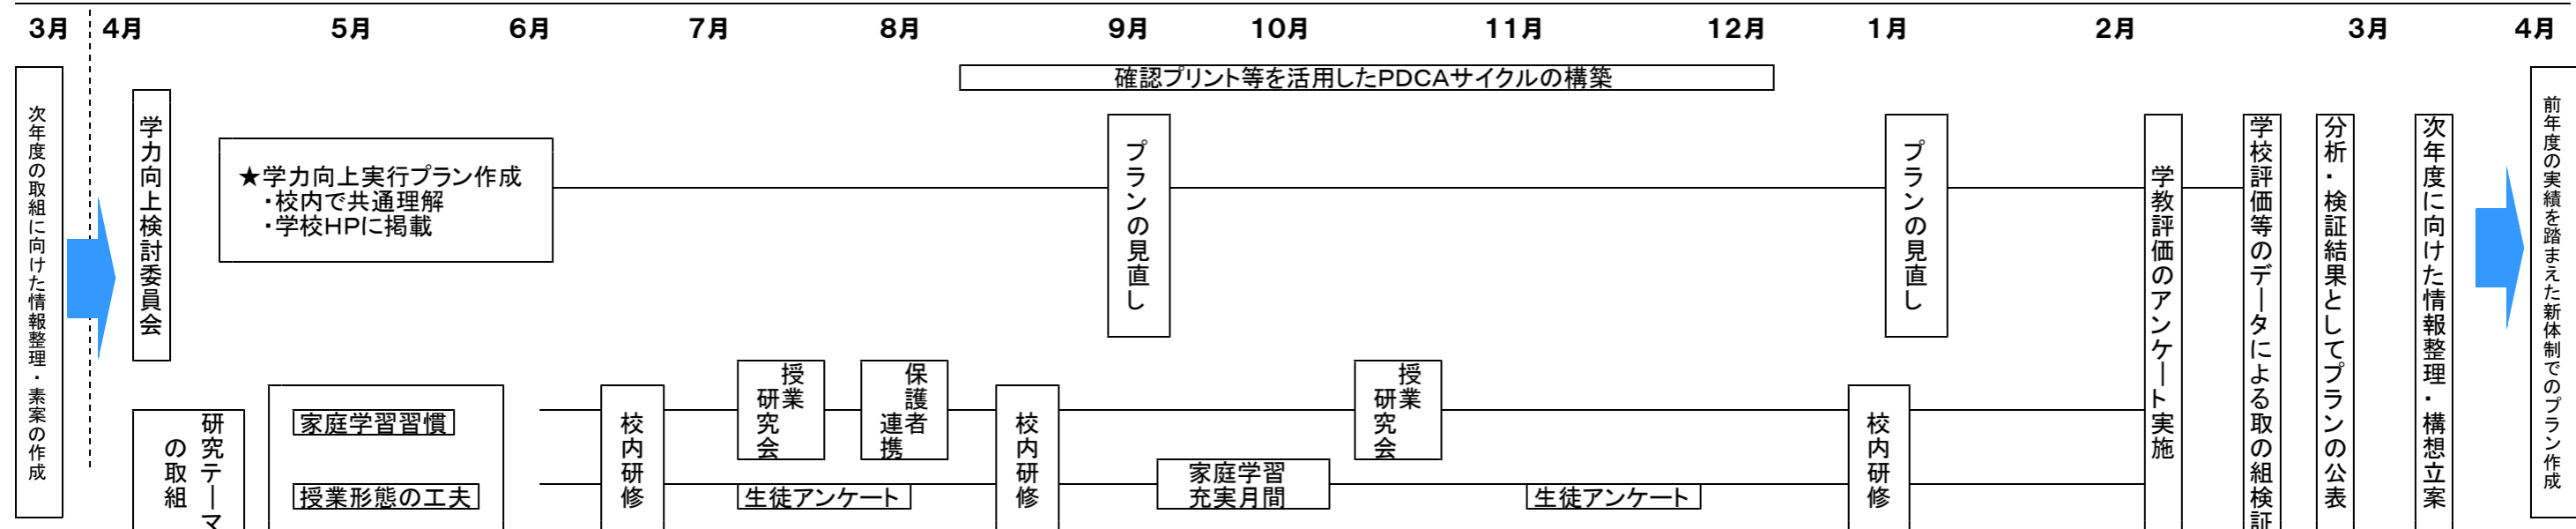 3月 4月 5月 6月 7月 8月 9月 10月 11月 12月 1月 2月 3月 4月
確認プリント等を活用したPDCAサイクルの構築
次年度の取組に向けた情報整理・素案の作成
学力向上検討委員会
★学力向上実行プラン作成
・校内で共通理解
・学校HPに掲載
プランの見直し
プランの見直し
学教評価のアンケート実施
学校評価等のデータによる取の組検証
分析・検証結果としてプランの公表
次年度に向けた情報整理・構想立案
前年度の実績を踏まえた新体制でのプラン作成
研究テーマ
の取組
家庭学習習慣
授業形態の工夫
校内研修
授業
研究会
保護者
連携
生徒アンケート
校内研修
家庭学習
充実月間
授業
研究会
生徒アンケート
校内研修